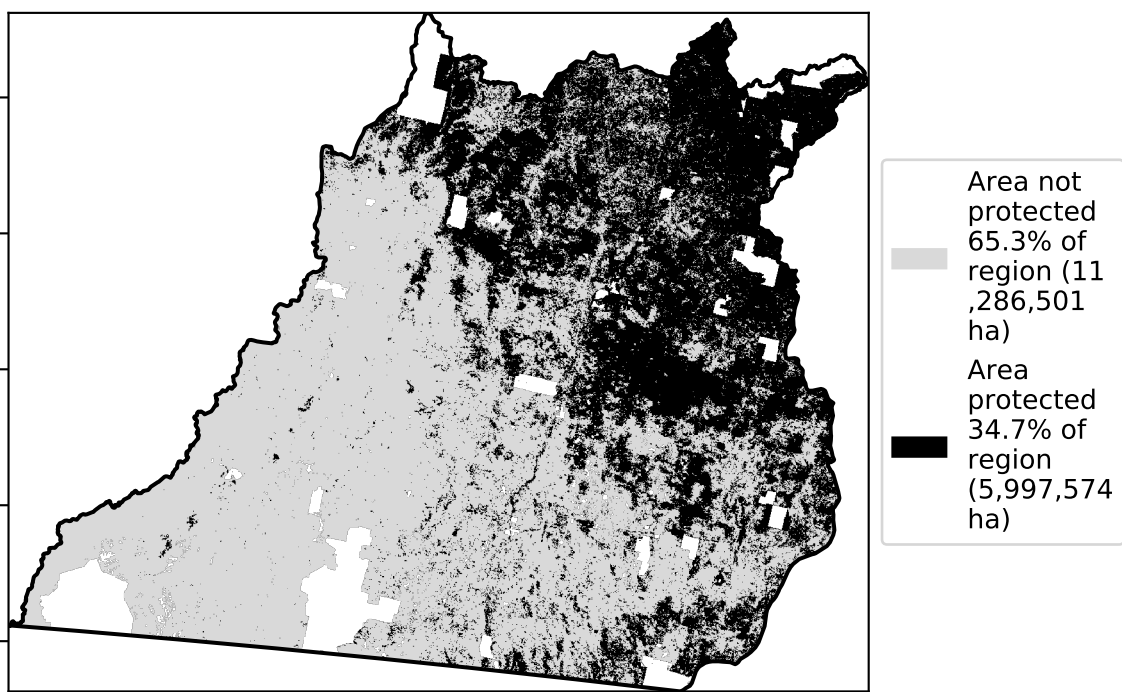 Area not
protected
65.3% of
region (11
,286,501
ha)
Area
protected
34.7% of
region
(5,997,574
ha)